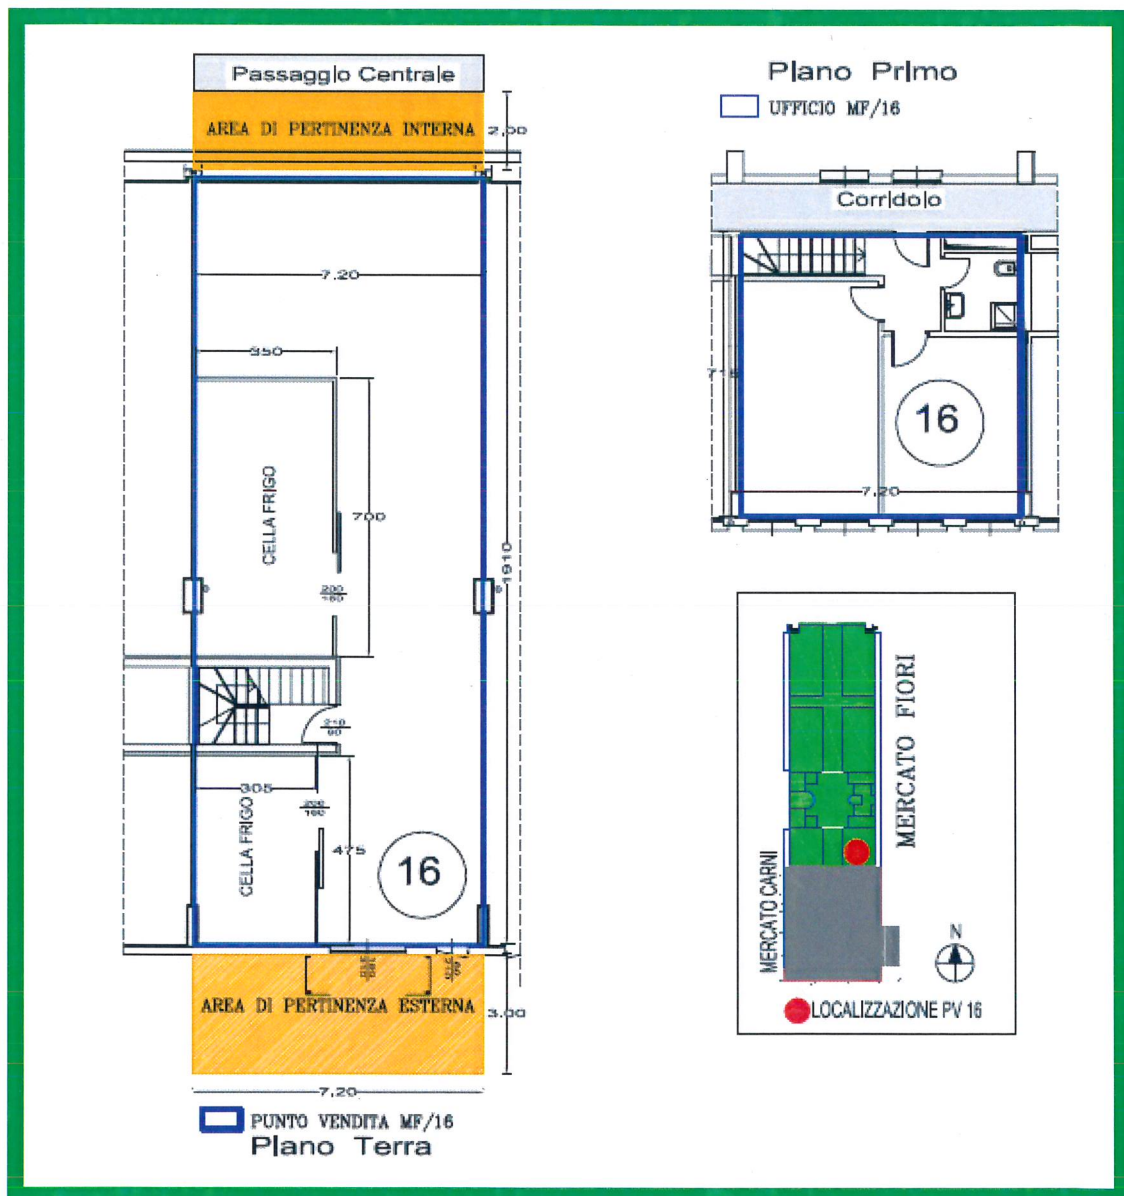 Passaggio Centrale
AREA DI PERTINENZA INTERNA
2,00
7.20
350
CELLA FRIGO
700
1910
200
160
210
90
305
200
160
CELLA FRIGO
475
16
210
AREA DI PERTINENZA ESTERNA
3.00
7,20
PUNTO VENDITA MF/16
Piano Terra
Piano Primo
UFFICIO MF/16
Corridoio
16
7,20
MERCATO FIORI
MERCATO CARNI
N
LOCALIZZAZIONE PV 16